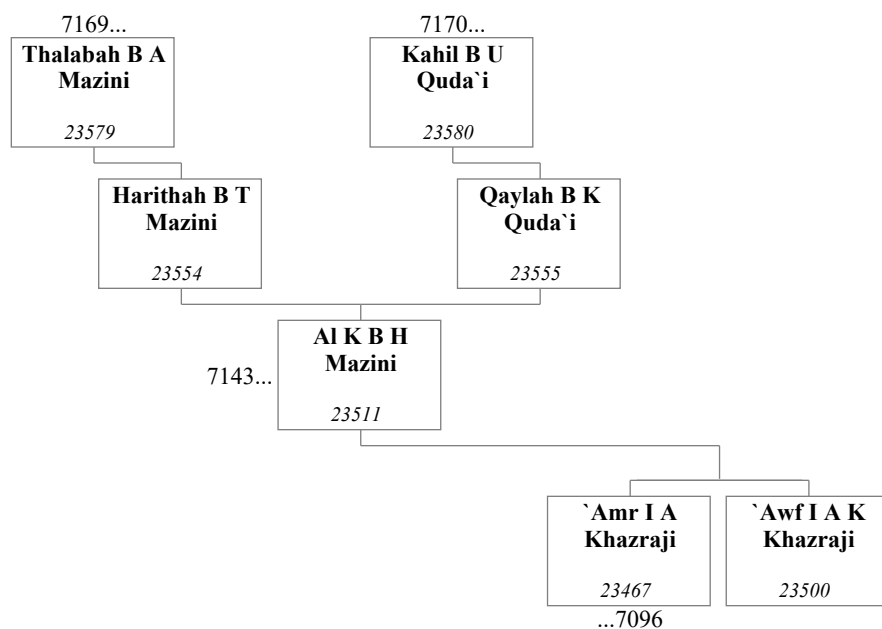 7169...
Thalabah B A
Mazini
23579
7170...
Kahil B U
Quda`i
23580
Harithah B T
Mazini
23554
Qaylah B K
Quda`i
23555
7143...
Al K B H
Mazini
23511
`Amr I A
Khazraji
23467
...7096
`Awf I A K
Khazraji
23500